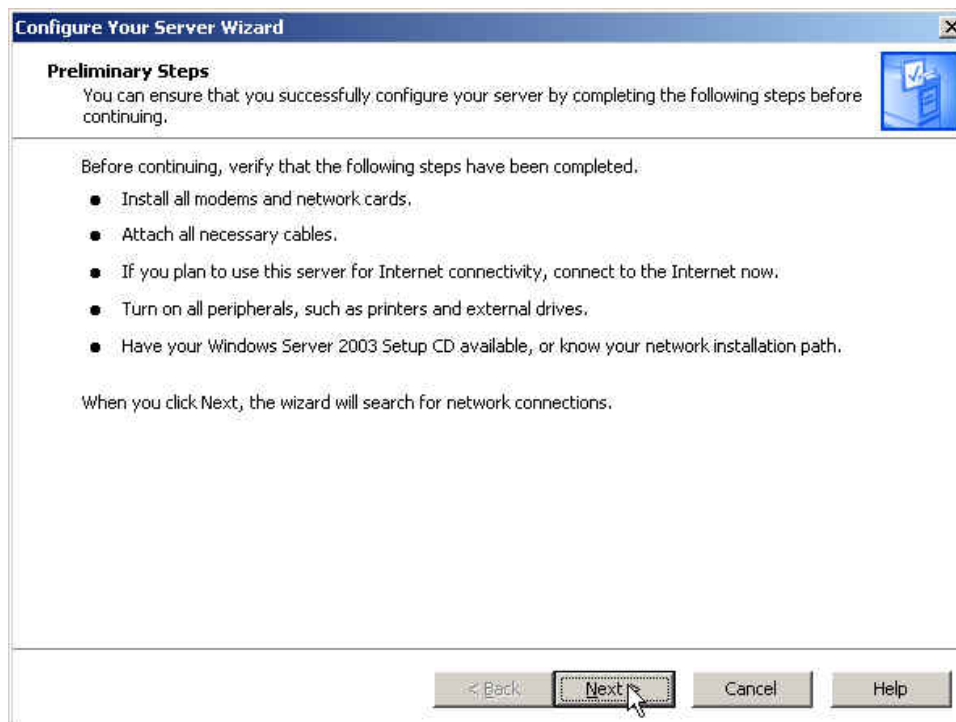 Configure Your Server Wizard
Preliminary Steps
You can ensure that you successfully configure your server by completing the following steps before
continuing.
Before continuing, verify that the following steps have been completed.
● Install all modems and network cards.
● Attach all necessary cables.
● If you plan to use this server for Internet connectivity, connect to the Internet now.
● Turn on all peripherals, such as printers and external drives.
● Have your Windows Server 2003 Setup CD available, or know your network installation path.
When you click Next, the wizard will search for network connections.
< Back Next > Cancel Help